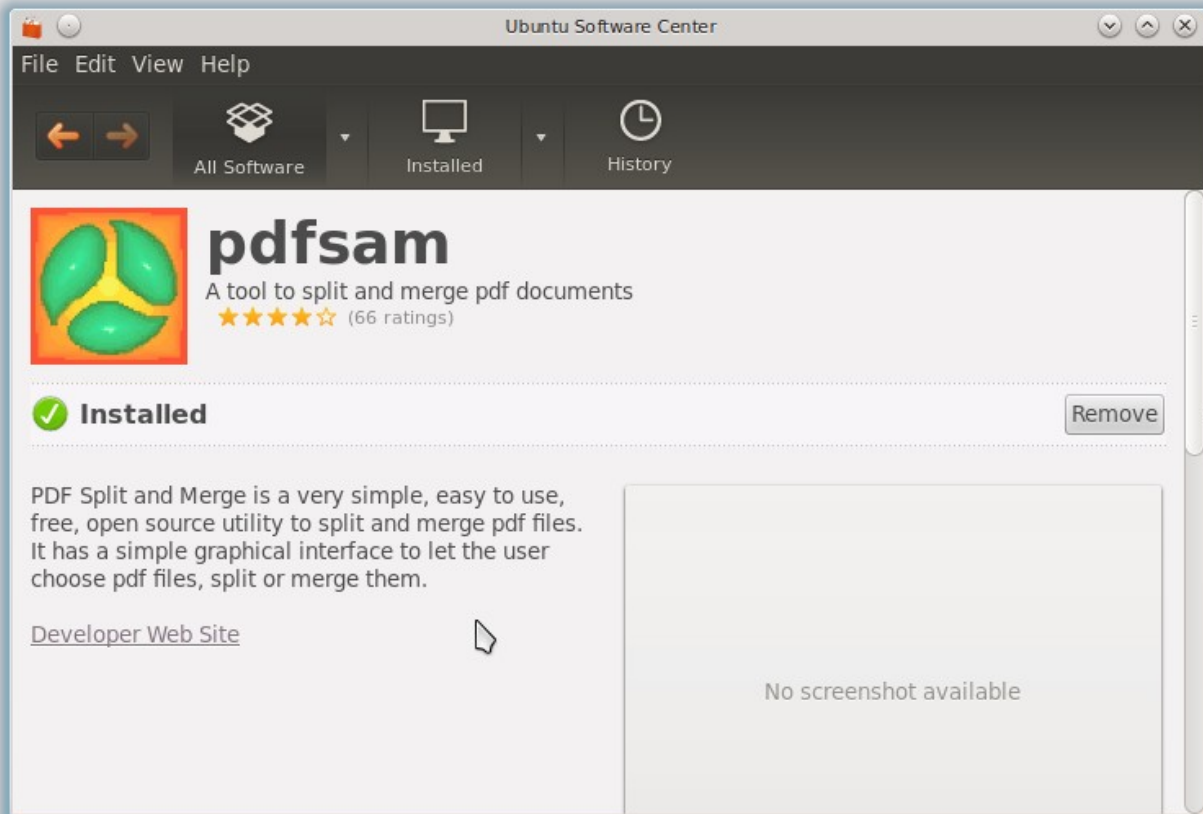 Ubuntu Software Center
File Edit View Help
All Software
Installed
History
pdfsam
A tool to split and merge pdf documents
(66 ratings)
Installed
Remove
PDF Split and Merge is a very simple, easy to use,
free, open source utility to split and merge pdf files.
It has a simple graphical interface to let the user
choose pdf files, split or merge them.
Developer Web Site
No screenshot available